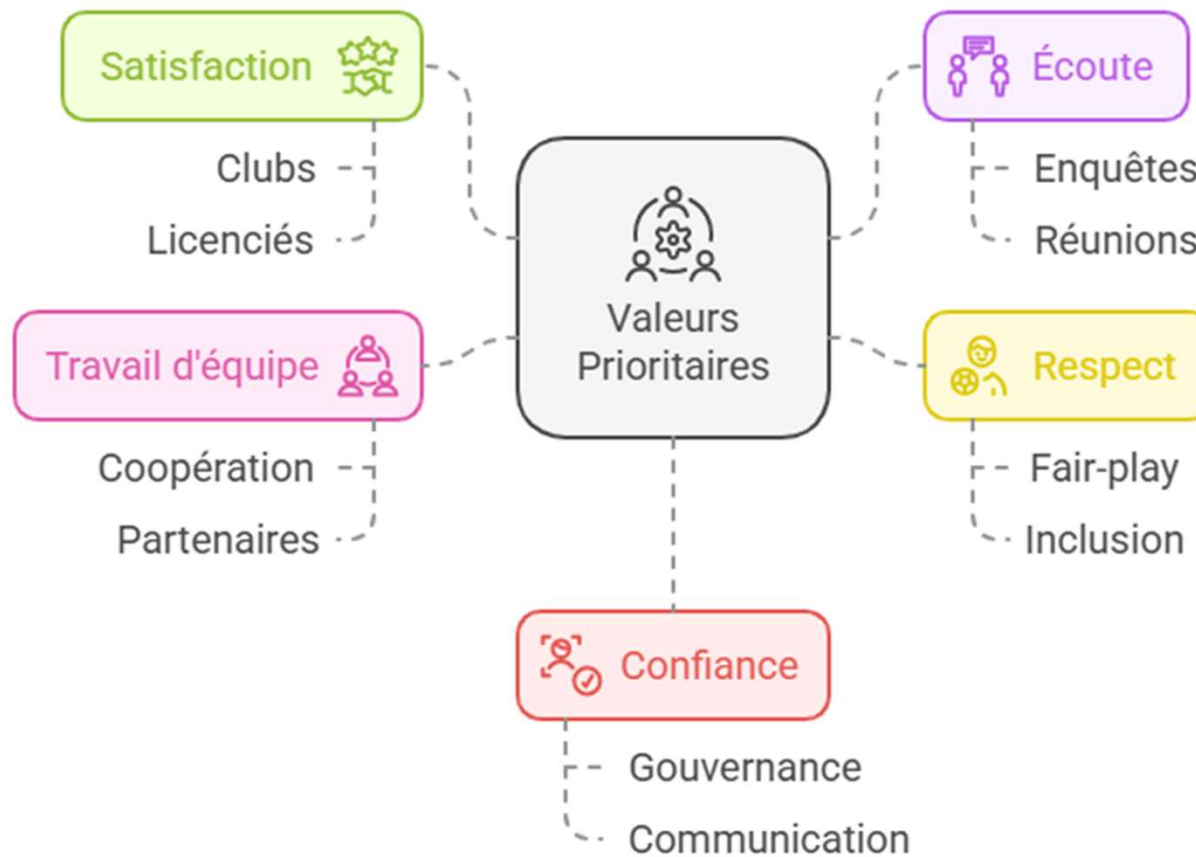 Satisfaction
Clubs
Licenciés
Travail d'équipe
Coopération
Partenaires
Valeurs
Prioritaires
Écoute
Enquêtes
Réunions
Respect
Fair-play
Inclusion
Confiance
Gouvernance
Communication